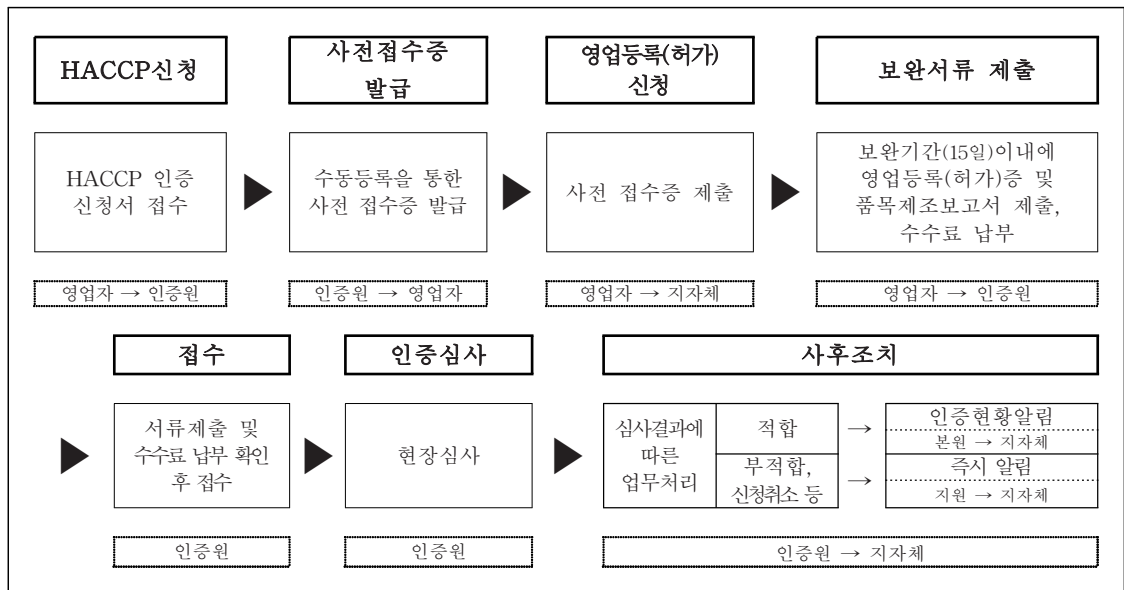 HACCP신청
사전접수증
발급
영업등록(허가)
신청
보완서류 제출
HACCP 인증
신청서 접수
수동등록을 통한
사전 접수증 발급
사전 접수증 제출
보완기간(15일)이내에
영업등록(허가)증 및
품목제조보고서 제출,
수수료 납부
영업자 → 인증원
인증원 → 영업자
영업자 → 지자체
영업자 → 인증원
접수
인증심사
사후조치
서류제출 및
수수료 납부 확인
후 접수
현장심사
심사결과에
따른
업무처리
적합
→
인증현황알림
본원 → 지자체
부적합,
신청취소 등
→
즉시 알림
지원 → 지자체
인증원
인증원
인증원 → 지자체